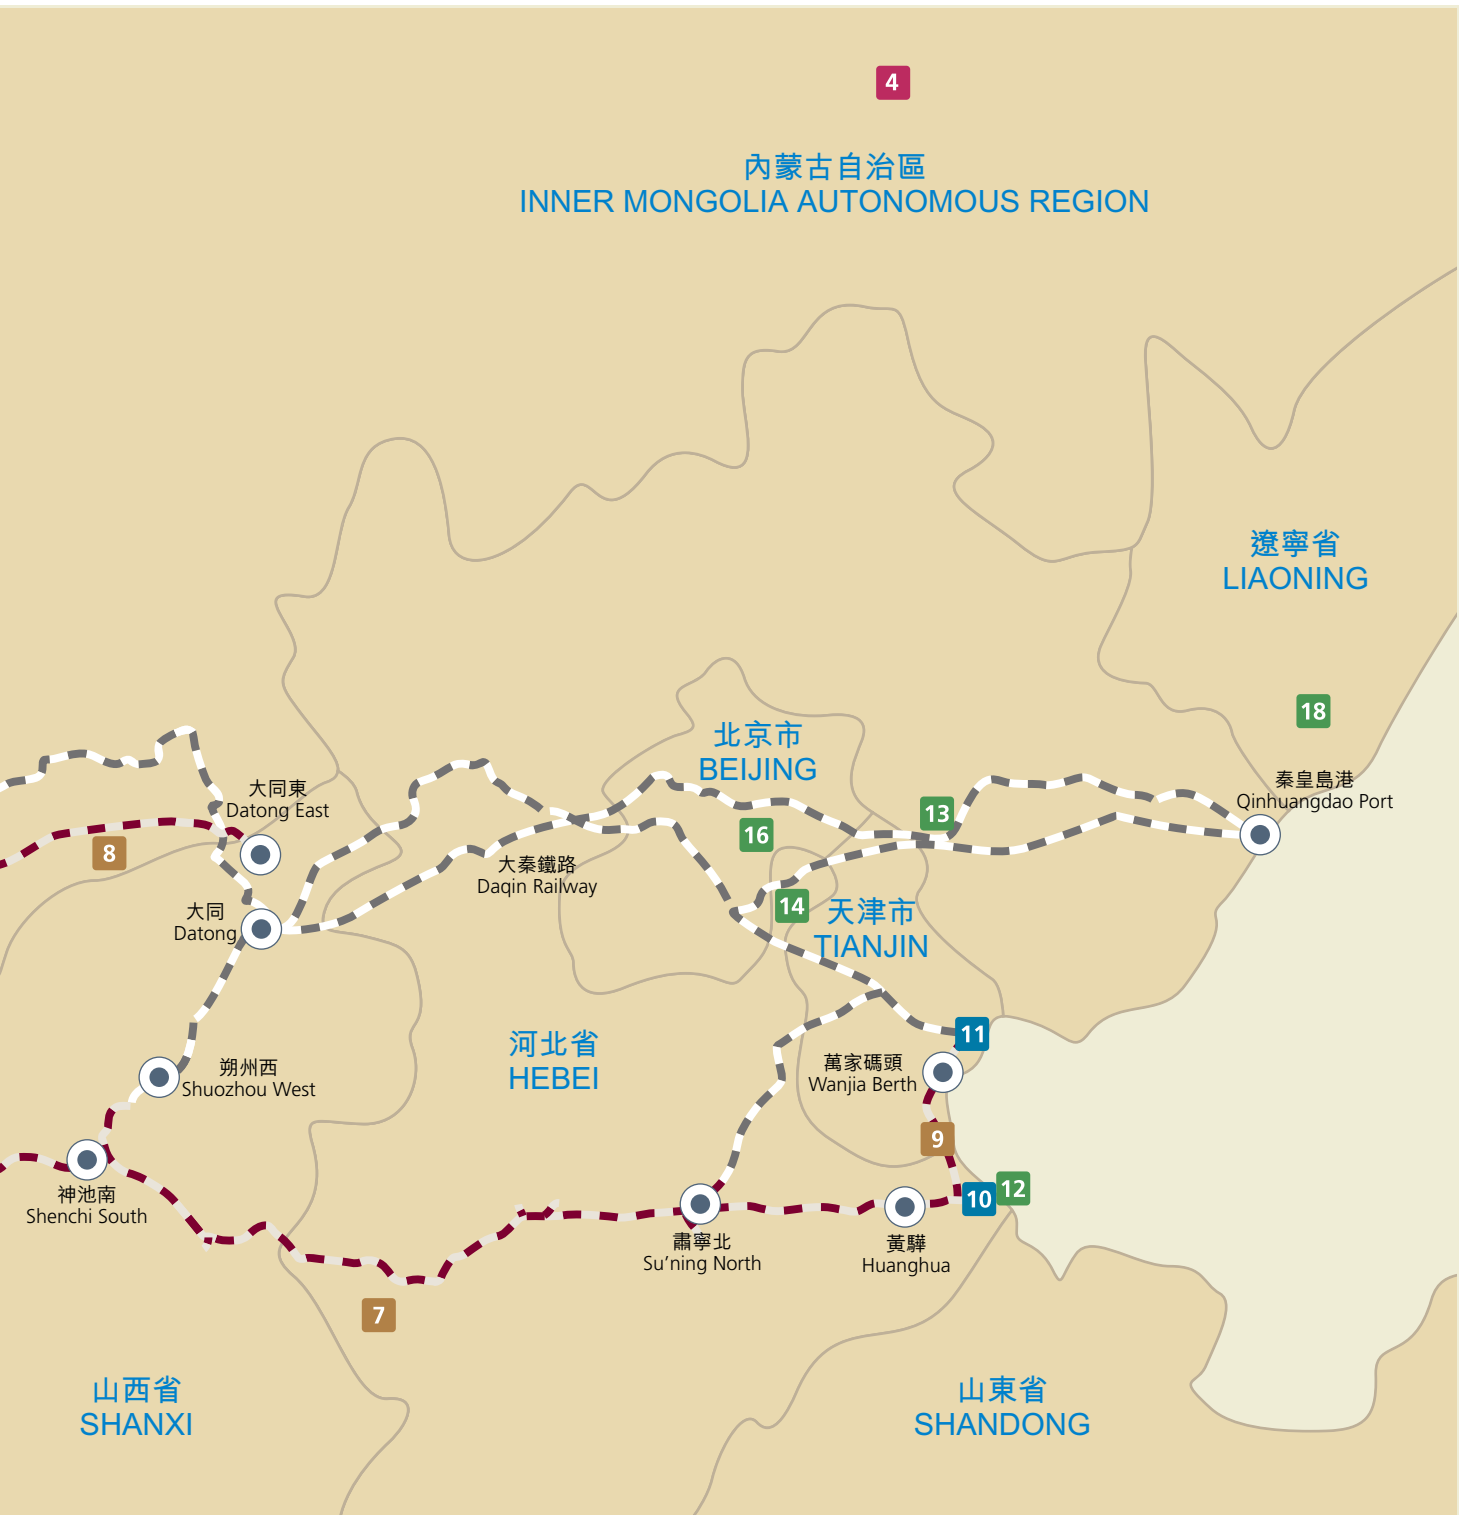 4
內蒙古自治區
INNER MONGOLIA AUTONOMOUS REGION
遼寧省
LIAONING
18
北京市
BEIJING
秦皇島港
Qinhuangdao Port
大同東
Datong East
13
16
8
大秦鐵路
Daqin Railway
14
天津市
TIANJIN
大同
Datong
11
河北省
HEBEI
萬家碼頭
Wanjia Berth
朔州西
Shuozhou West
9
神池南
Shenchi South
10
12
肅寧北
Su’ning North
黃驊
Huanghua
7
山西省
SHANXI
山東省
SHANDONG